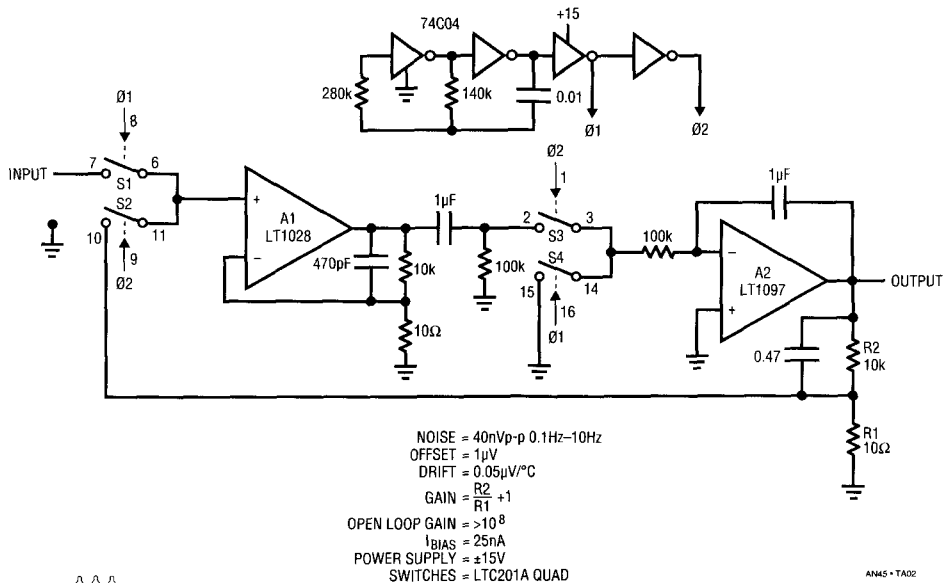 74C04
+15
280k
140k
0.01
Ø1
Ø2
Ø1
8
INPUT
7
6
S1
S2
10
11
9
Ø2
+
−
A1
LT1028
470pF
10k
10Ω
1µF
100k
Ø2
1
2
3
S3
S4
15
14
16
Ø1
100k
1µF
−
+
A2
LT1097
OUTPUT
0.47
R2
10k
R1
10Ω
NOISE = 40nVp-p 0.1Hz–10Hz
OFFSET = 1µV
DRIFT = 0.05µV/°C
GAIN = R2/R1 +1
OPEN LOOP GAIN = >10⁸
IBIAS = 25nA
POWER SUPPLY = ±15V
SWITCHES = LTC201A QUAD
AN45 • TA02